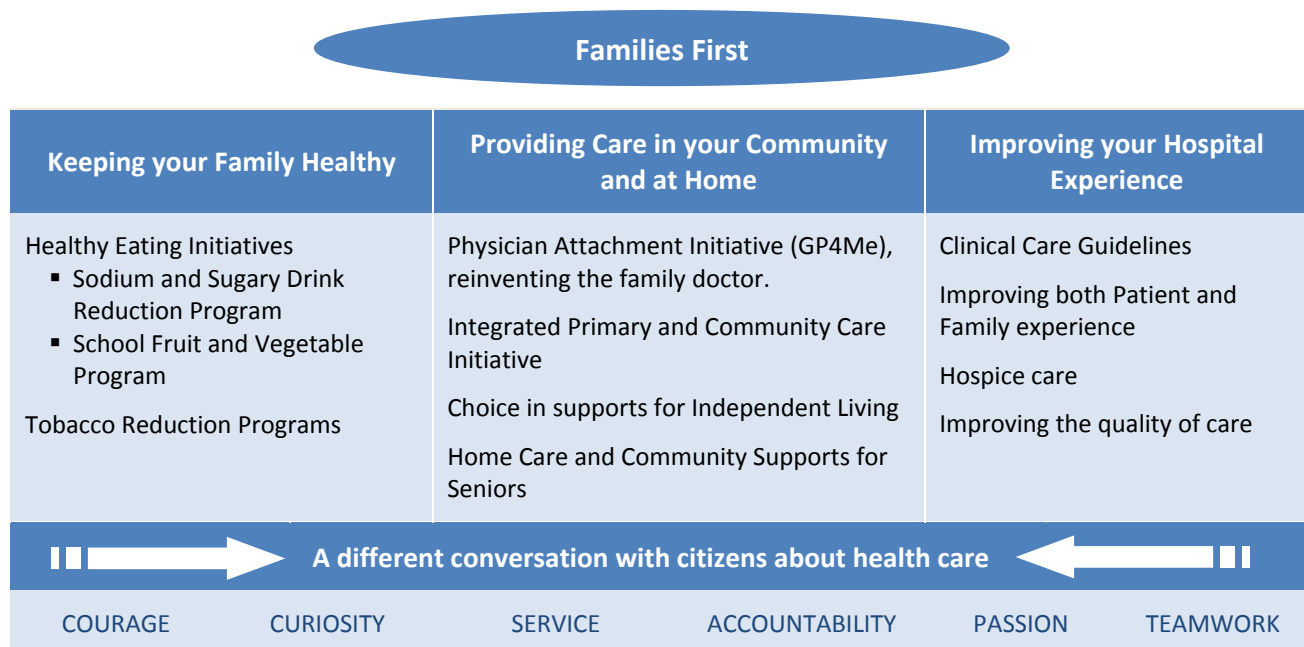 Families First
Keeping your Family Healthy
Providing Care in your Community
and at Home
Improving your Hospital
Experience
Healthy Eating Initiatives
▪ Sodium and Sugary Drink
Reduction Program
▪ School Fruit and Vegetable
Program
Tobacco Reduction Programs
Physician Attachment Initiative (GP4Me),
reinventing the family doctor.
Integrated Primary and Community Care
Initiative
Choice in supports for Independent Living
Home Care and Community Supports for
Seniors
Clinical Care Guidelines
Improving both Patient and
Family experience
Hospice care
Improving the quality of care
A different conversation with citizens about health care
COURAGE CURIOSITY SERVICE ACCOUNTABILITY PASSION TEAMWORK